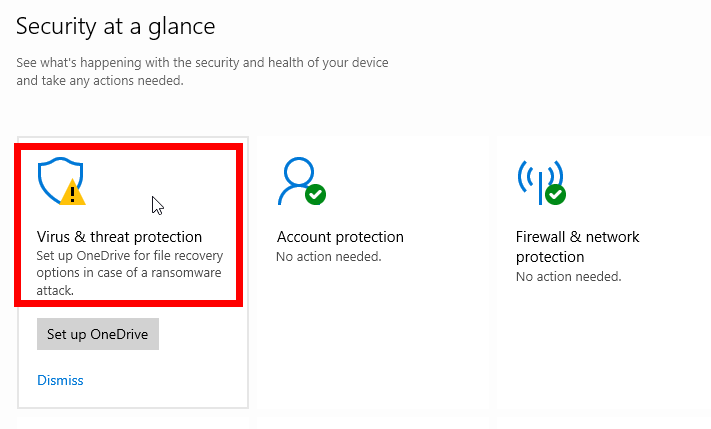 Security at a glance
See what's happening with the security and health of your device
and take any actions needed.
Virus & threat protection
Set up OneDrive for file recovery
options in case of a ransomware
attack.
Set up OneDrive
Dismiss
Account protection
No action needed.
Firewall & network
protection
No action needed.